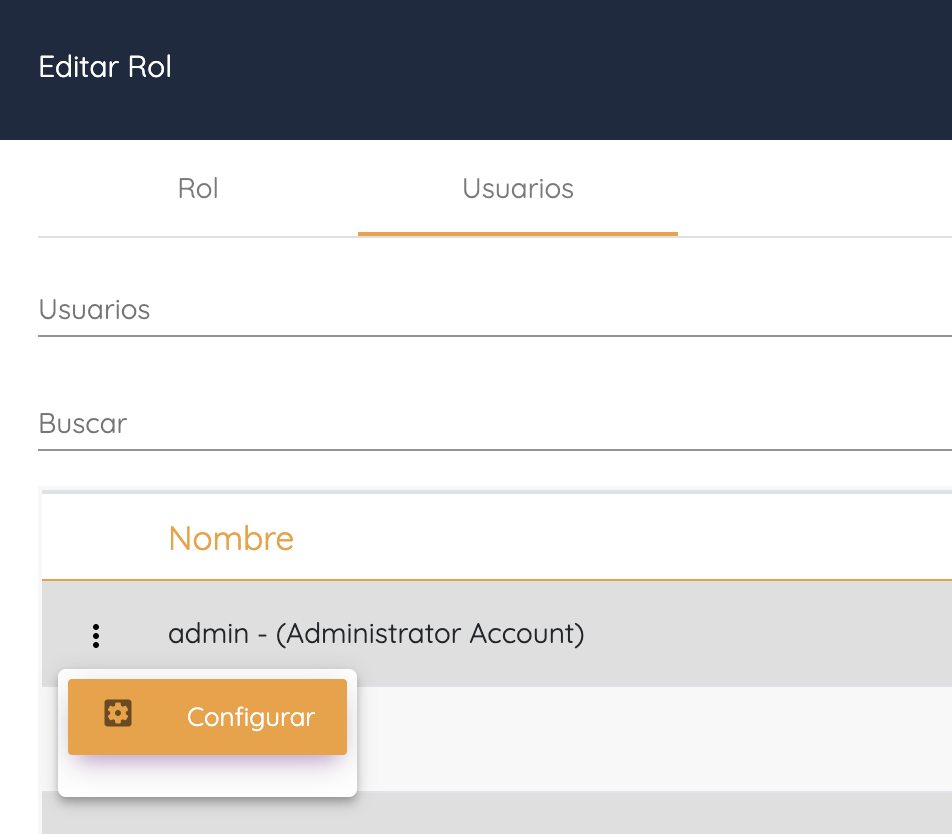 Editar Rol
Rol
Usuarios
Usuarios
Buscar
Nombre
admin - (Administrator Account)
Configurar